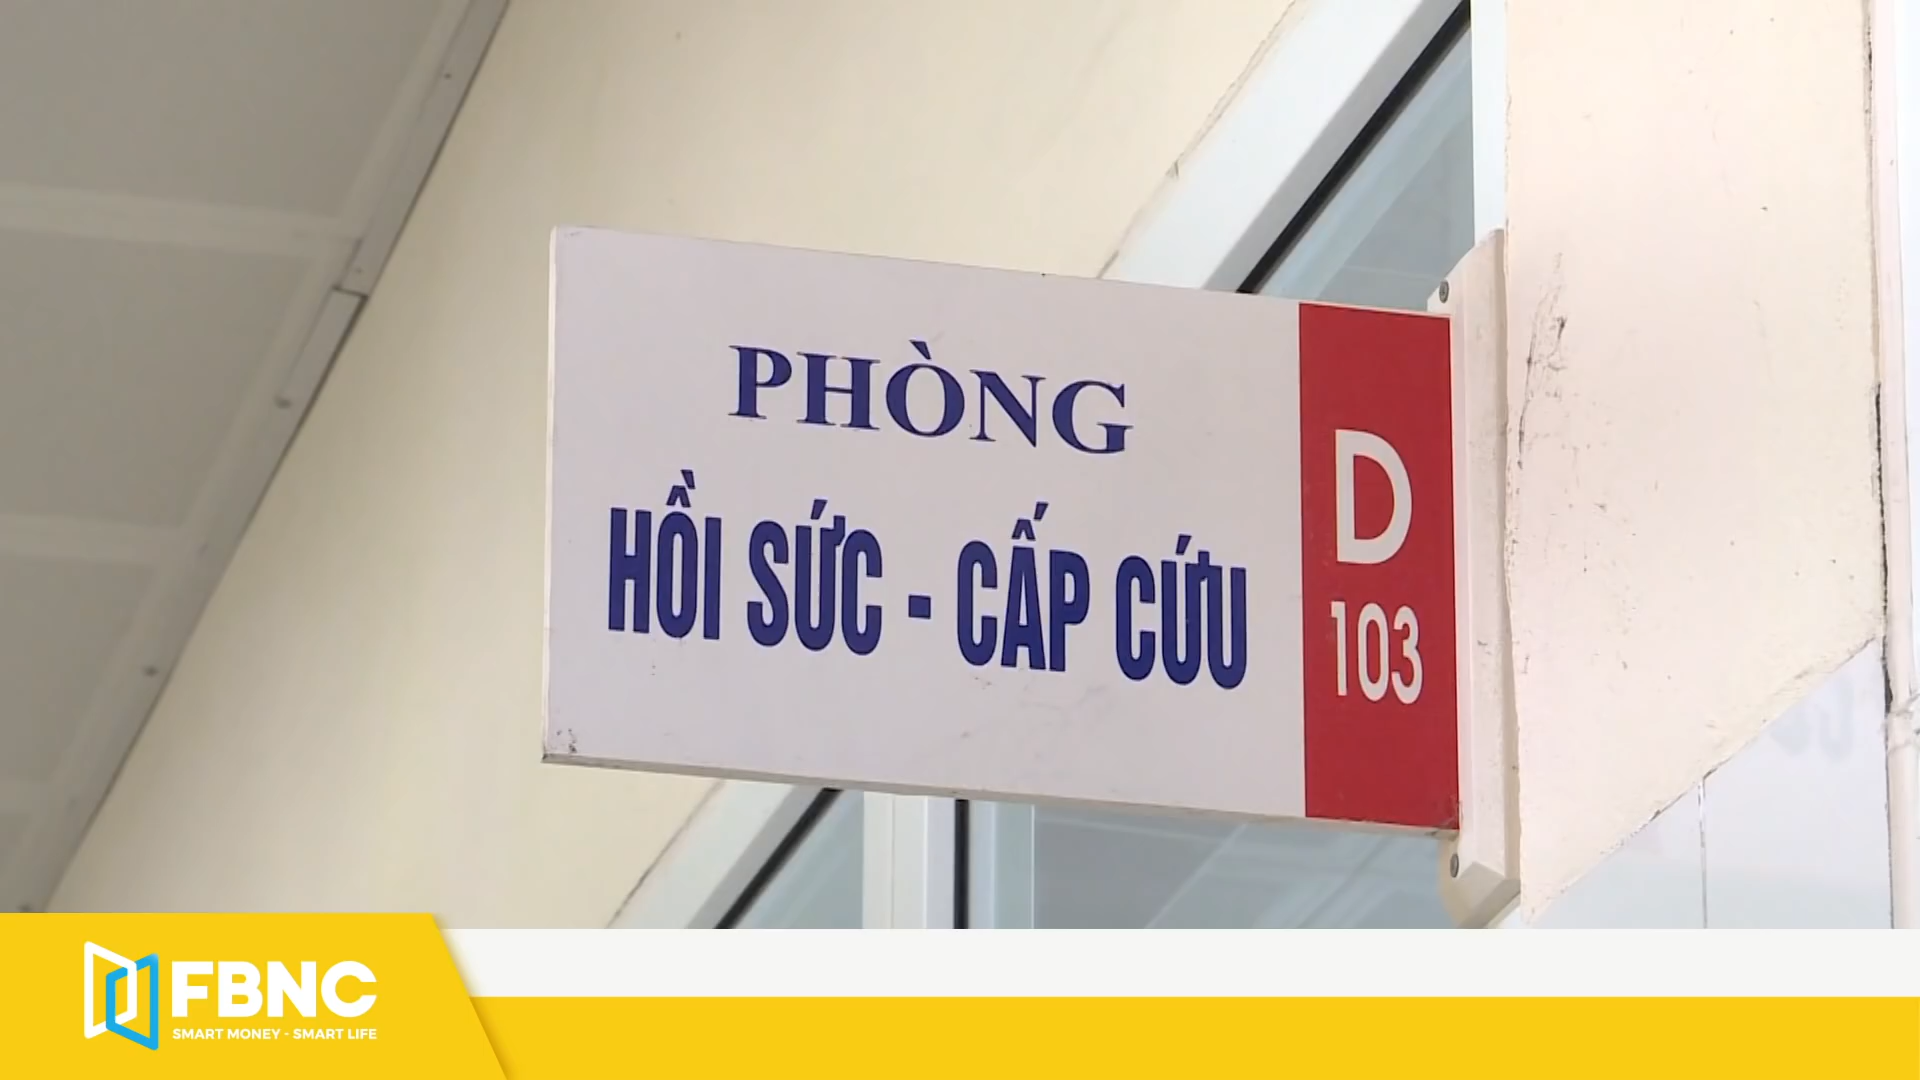 PHÒNG
HỒI SỨC - CẤP CỨU
D
103
FBNC
SMART MONEY - SMART LIFE